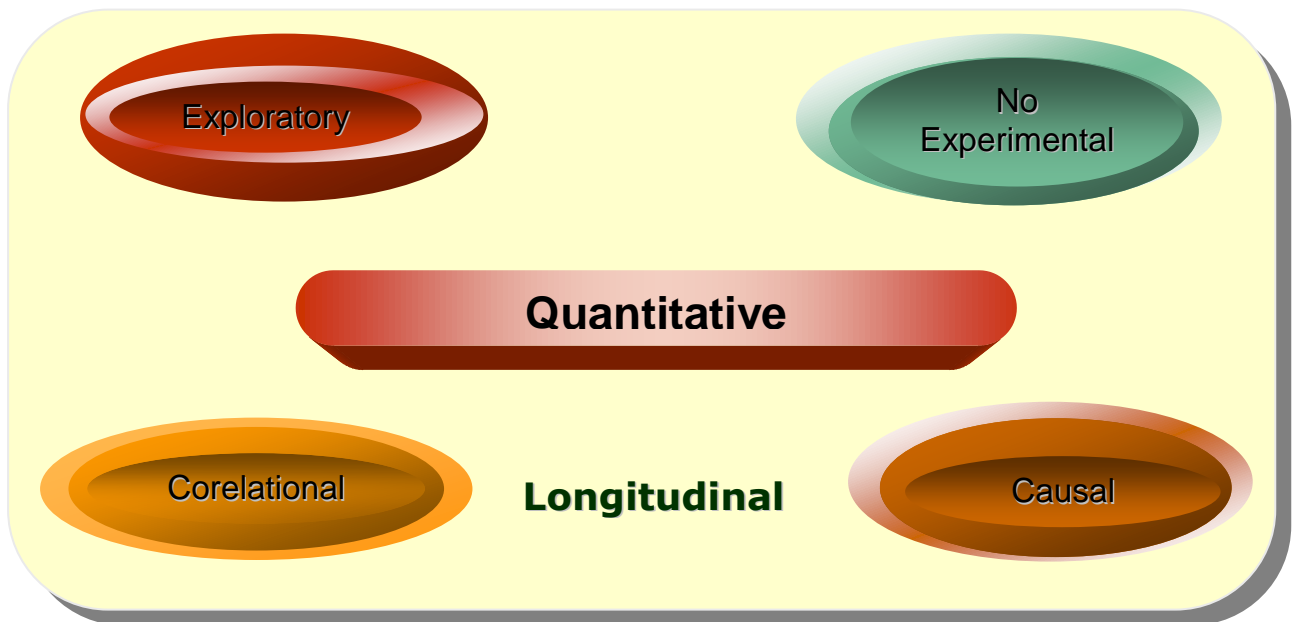 Exploratory
No
Experimental
Quantitative
Corelational
Longitudinal
Causal